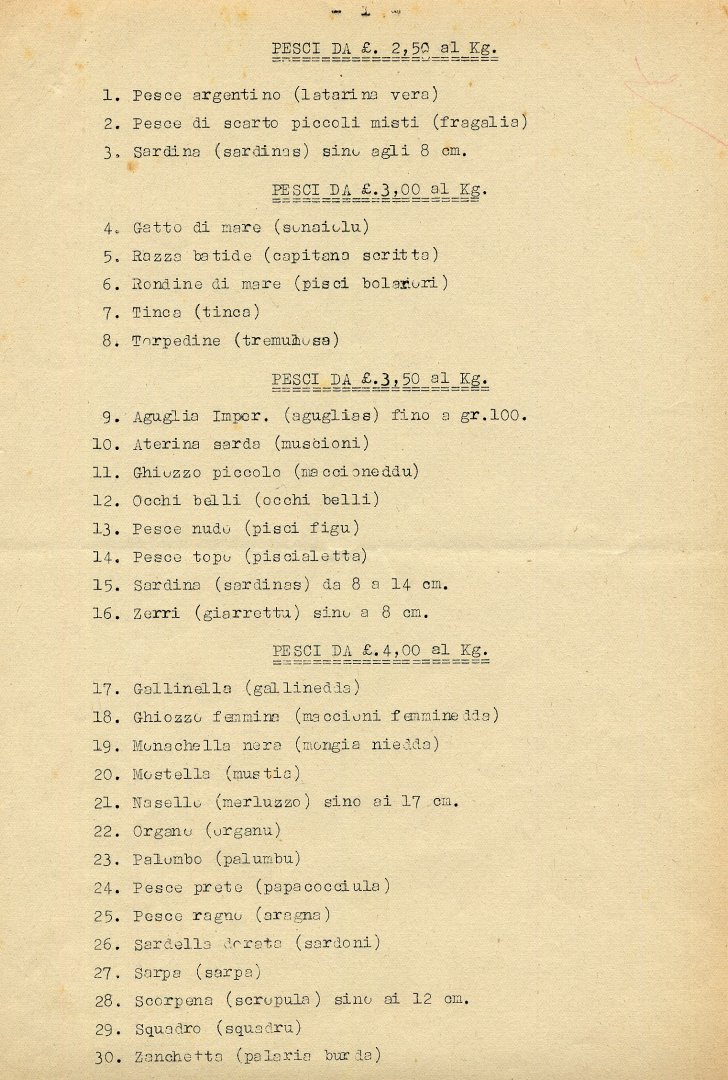 - 1 -
PESCI DA £. 2,50 al Kg.
1. Pesce argentino (latarina vera)
2. Pesce di scarto piccoli misti (fragalia)
3. Sardina (sardinas) sino agli 8 cm.
PESCI DA £.3,00 al Kg.
4. Gatto di mare (sonaiolu)
5. Razza batide (capitana scritta)
6. Rondine di mare (pisci bolariori)
7. Tinca (tinca)
8. Torpedine (tremulosa)
PESCI DA £.3,50 al Kg.
9. Aguglia Imper. (aguglias) fino a gr.100.
10. Aterina sarda (muscioni)
11. Ghiozzo piccolo (maccioneddu)
12. Occhi belli (occhi belli)
13. Pesce nudo (pisci figu)
14. Pesce topo (piscialetta)
15. Sardina (sardinas) da 8 a 14 cm.
16. Zerri (giarrettu) sino a 8 cm.
PESCI DA £.4,00 al Kg.
17. Gallinella (gallinedda)
18. Ghiozzo femmina (maccioni femminedda)
19. Monachella nera (mongia niedda)
20. Mostella (mustia)
21. Nasello (merluzzo) sino ai 17 cm.
22. Organo (organu)
23. Palombo (palumbu)
24. Pesce prete (papacocciula)
25. Pesce ragno (aragna)
26. Sardella dorata (sardoni)
27. Sarpa (sarpa)
28. Scorpena (scropula) sino ai 12 cm.
29. Squadro (squadru)
30. Zanchetta (palaria burda)